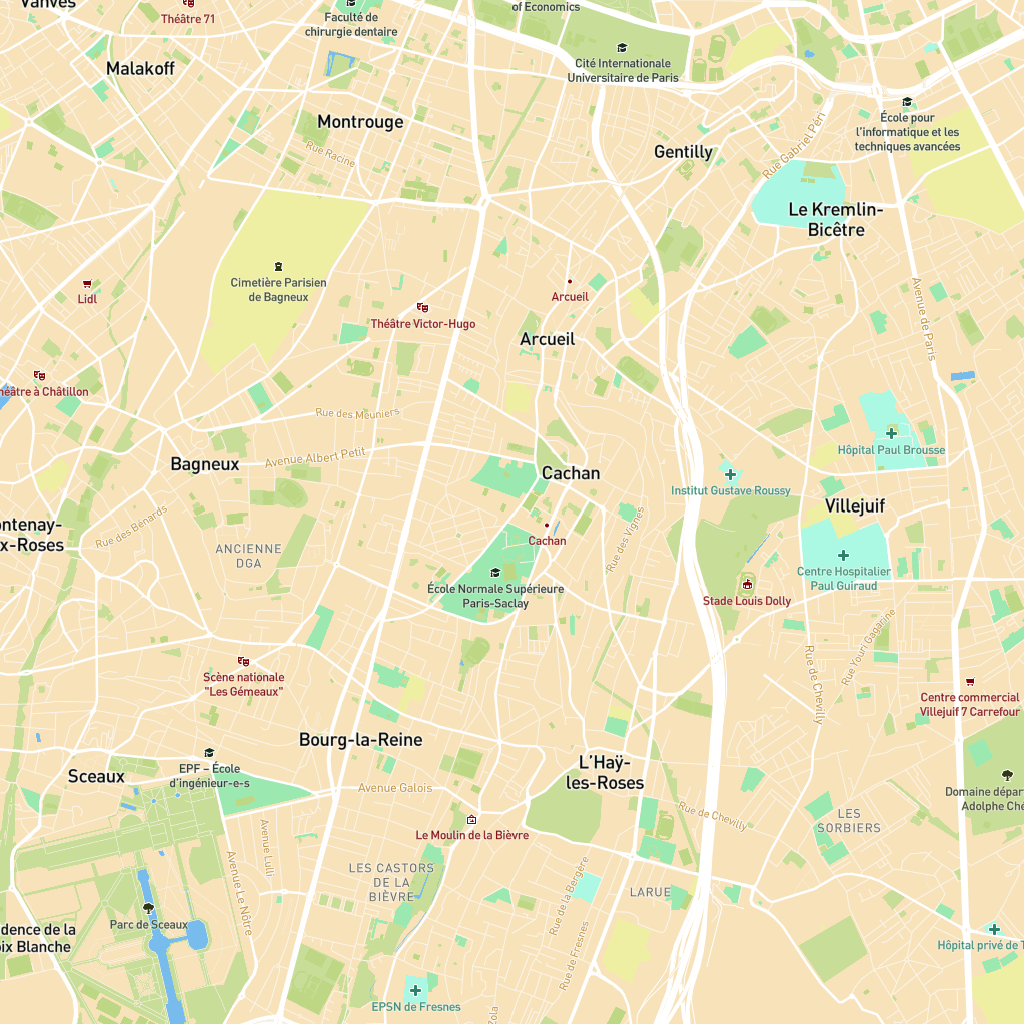 Vanves
Théâtre 71
Faculté de
chirurgie dentaire
of Economics
Malakoff
Cité Internationale
Universitaire de Paris
Montrouge
Rue Racine
Gentilly
Rue Gabriel Péri
École pour
l'informatique et les
techniques avancées
Le Kremlin-
Bicêtre
Cimetière Parisien
de Bagneux
Lidl
Arcueil
Théâtre Victor-Hugo
Arcueil
Avenue de Paris
héâtre à Châtillon
Rue des Meuniers
Avenue Albert Petit
Bagneux
Cachan
Hôpital Paul Brousse
Institut Gustave Roussy
Villejuif
ontenay-
x-Roses
Rue des Bénards
Rue des Vignes
Cachan
ANCIENNE
DGA
École Normale Supérieure
Paris-Saclay
Centre Hospitalier
Paul Guiraud
Stade Louis Dolly
Rue Youri Gagarine
Rue de Chevilly
Scène nationale
"Les Gémeaux"
Centre commercial
Villejuif 7 Carrefour
Bourg-la-Reine
EPF – École
d'ingénieur-e-s
Sceaux
L'Haÿ-
les-Roses
Avenue Galois
Domaine dépar
Adolphe Ché
Rue de Chevilly
LES
SORBIERS
Le Moulin de la Bièvre
Avenue Lulli
Avenue Le Nôtre
LES CASTORS
DE LA
BIÈVRE
Rue de la Bergère
LARUE
Parc de Sceaux
dence de la
ix Blanche
Rue de Fresnes
Hôpital privé de T
EPSN de Fresnes
Zola